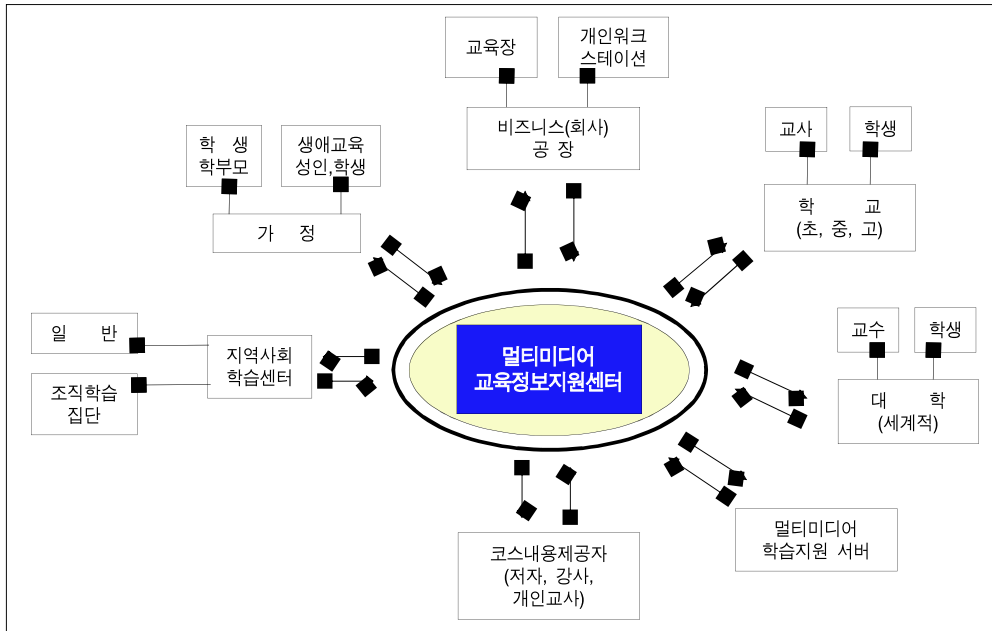 교육장
개인워크
스테이션
비즈니스(회사)
공 장
학 생
학부모
생애교육
성인,학생
가 정
교사
학생
학 교
(초, 중, 고)
일 반
조직학습
집단
지역사회
학습센터
멀티미디어
교육정보지원센터
교수
학생
대 학
(세계적)
코스내용제공자
(저자, 강사,
개인교사)
멀티미디어
학습지원 서버